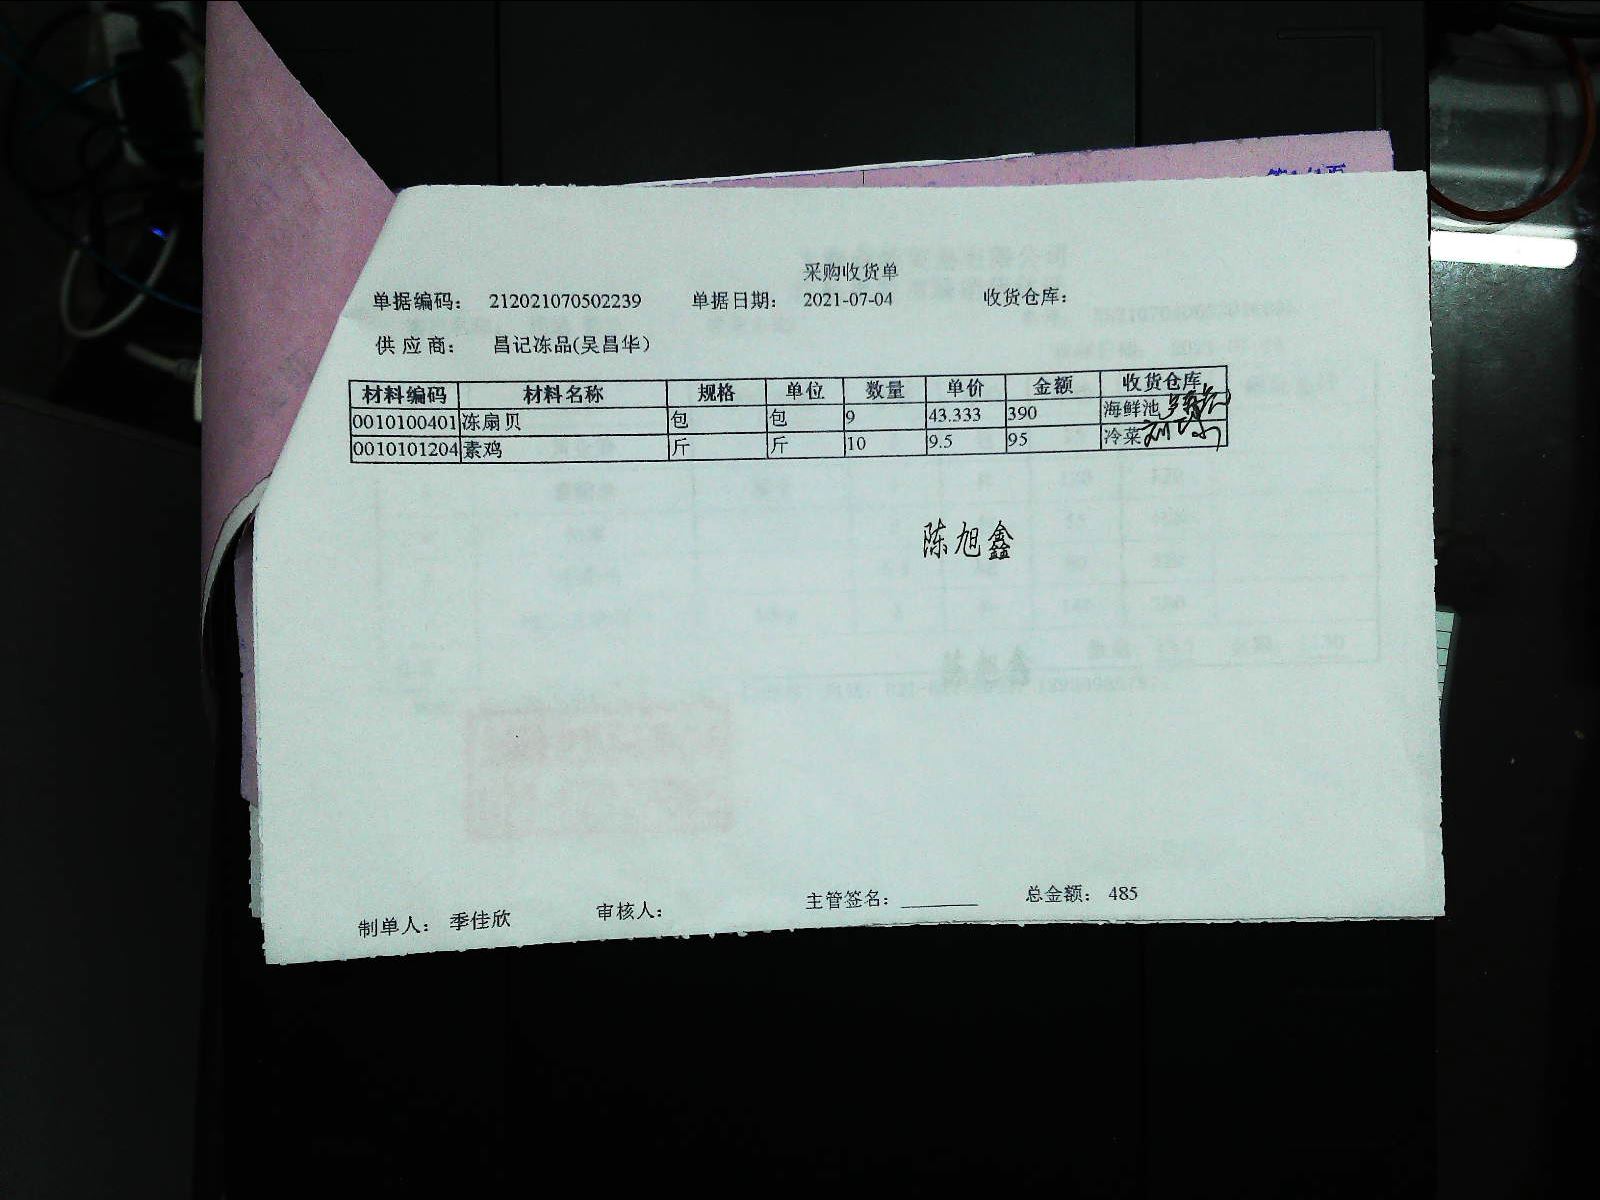 采购收货单
单据编码： 212021070502239 单据日期： 2021-07-04 收货仓库：
供 应 商： 昌记冻品(吴昌华)
材料编码 材料名称 规格 单位 数量 单价 金额 收货仓库
0010100401 冻扇贝 包 包 9 43.333 390 海鲜池
0010101204 素鸡 斤 斤 10 9.5 95 冷菜
陈旭鑫
制单人： 季佳欣 审核人： 主管签名：________ 总金额： 485